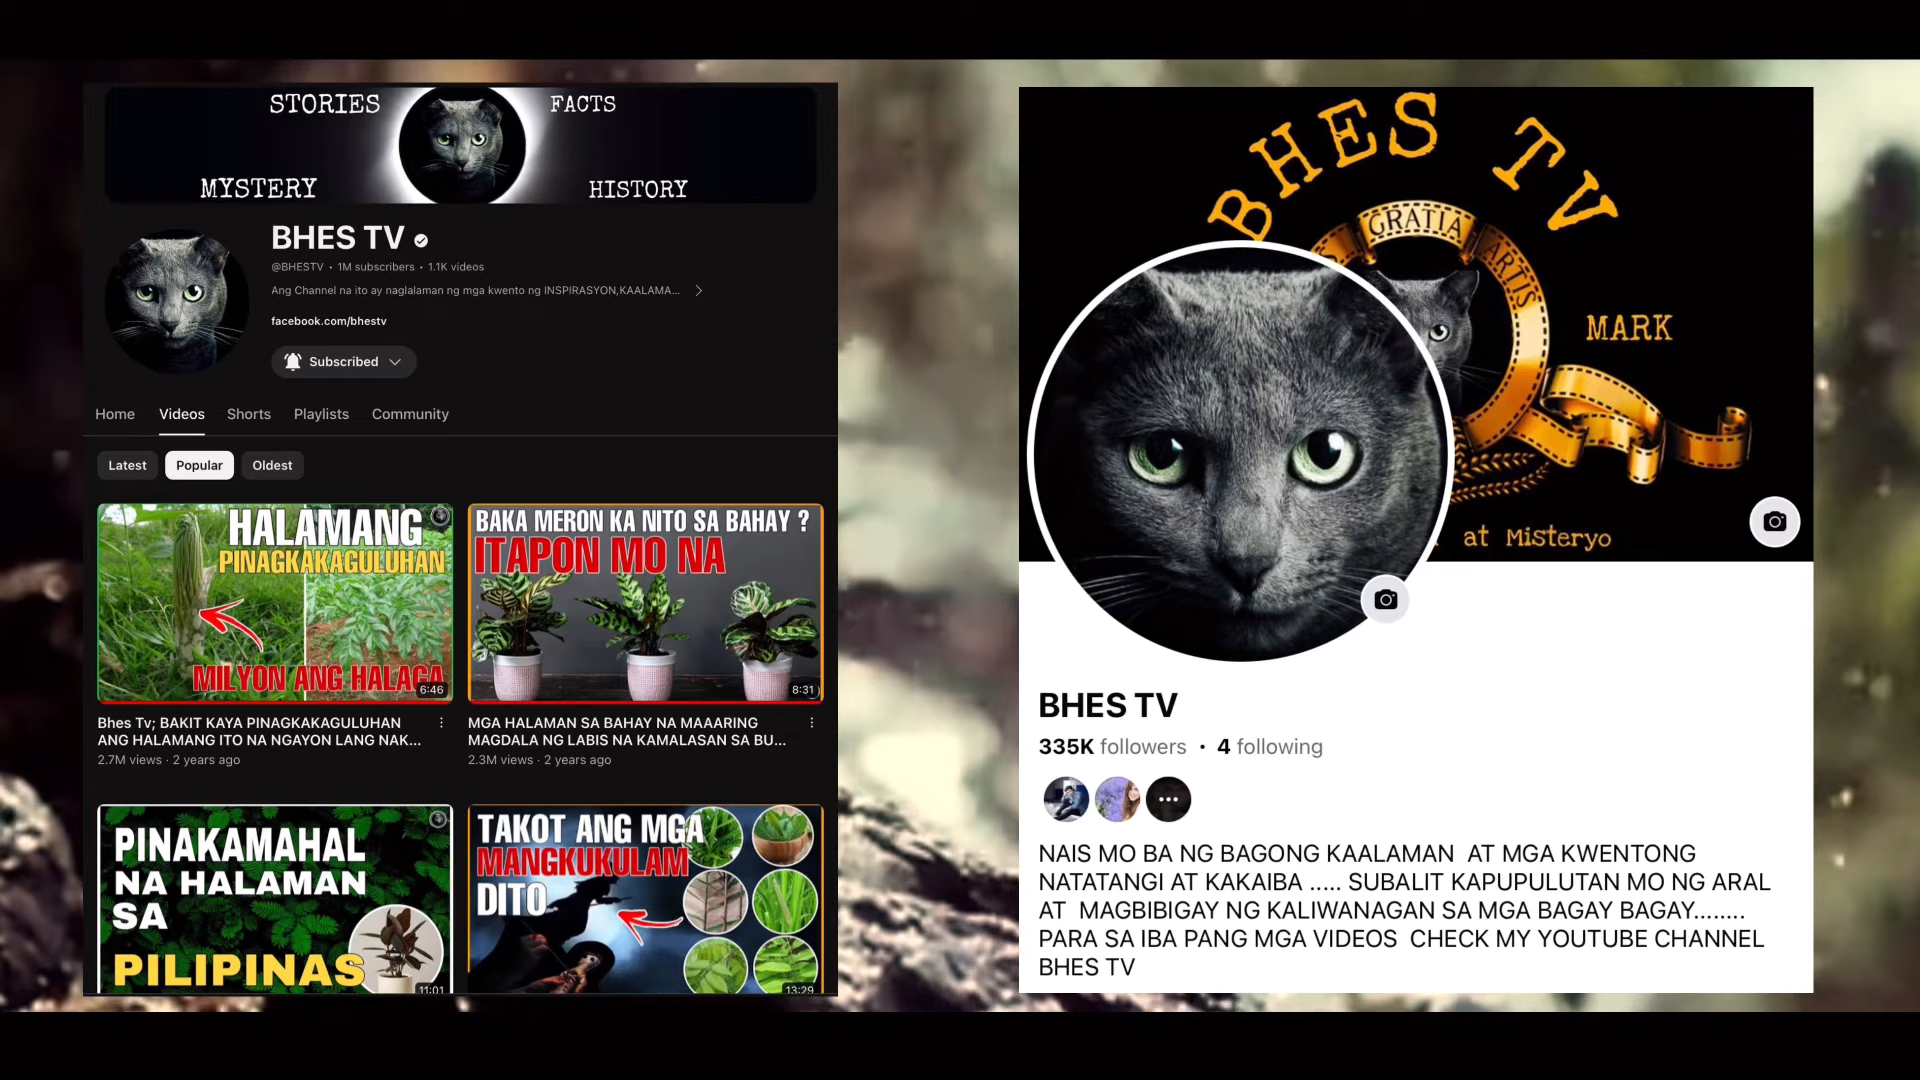 STORIES FACTS
MYSTERY HISTORY
BHES TV
@BHESTV • 1M subscribers • 1.1K videos
Ang Channel na ito ay naglalaman ng mga kwento ng INSPIRASYON,KAALAMA...
facebook.com/bhestv
Subscribed
Home Videos Shorts Playlists Community
Latest Popular Oldest
HALAMANG
PINAGKAKAGULUHAN
MILYON ANG HALAGA
6:46
Bhes Tv; BAKIT KAYA PINAGKAKAGULUHAN
ANG HALAMANG ITO NA NGAYON LANG NAK...
2.7M views · 2 years ago
BAKA MERON KA NITO SA BAHAY ?
ITAPON MO NA
8:31
MGA HALAMAN SA BAHAY NA MAAARING
MAGDALA NG LABIS NA KAMALASAN SA BU...
2.3M views · 2 years ago
PINAKAMAHAL
NA HALAMAN
SA
PILIPINAS
11:01
TAKOT ANG MGA
MANGKUKULAM
DITO
13:29
BHES TV
GRATIA
ARTIS
MARK
at Misteryo
BHES TV
335K followers • 4 following
NAIS MO BA NG BAGONG KAALAMAN AT MGA KWENTONG
NATATANGI AT KAKAIBA ..... SUBALIT KAPUPULUTAN MO NG ARAL
AT MAGBIBIGAY NG KALIWANAGAN SA MGA BAGAY BAGAY........
PARA SA IBA PANG MGA VIDEOS CHECK MY YOUTUBE CHANNEL
BHES TV